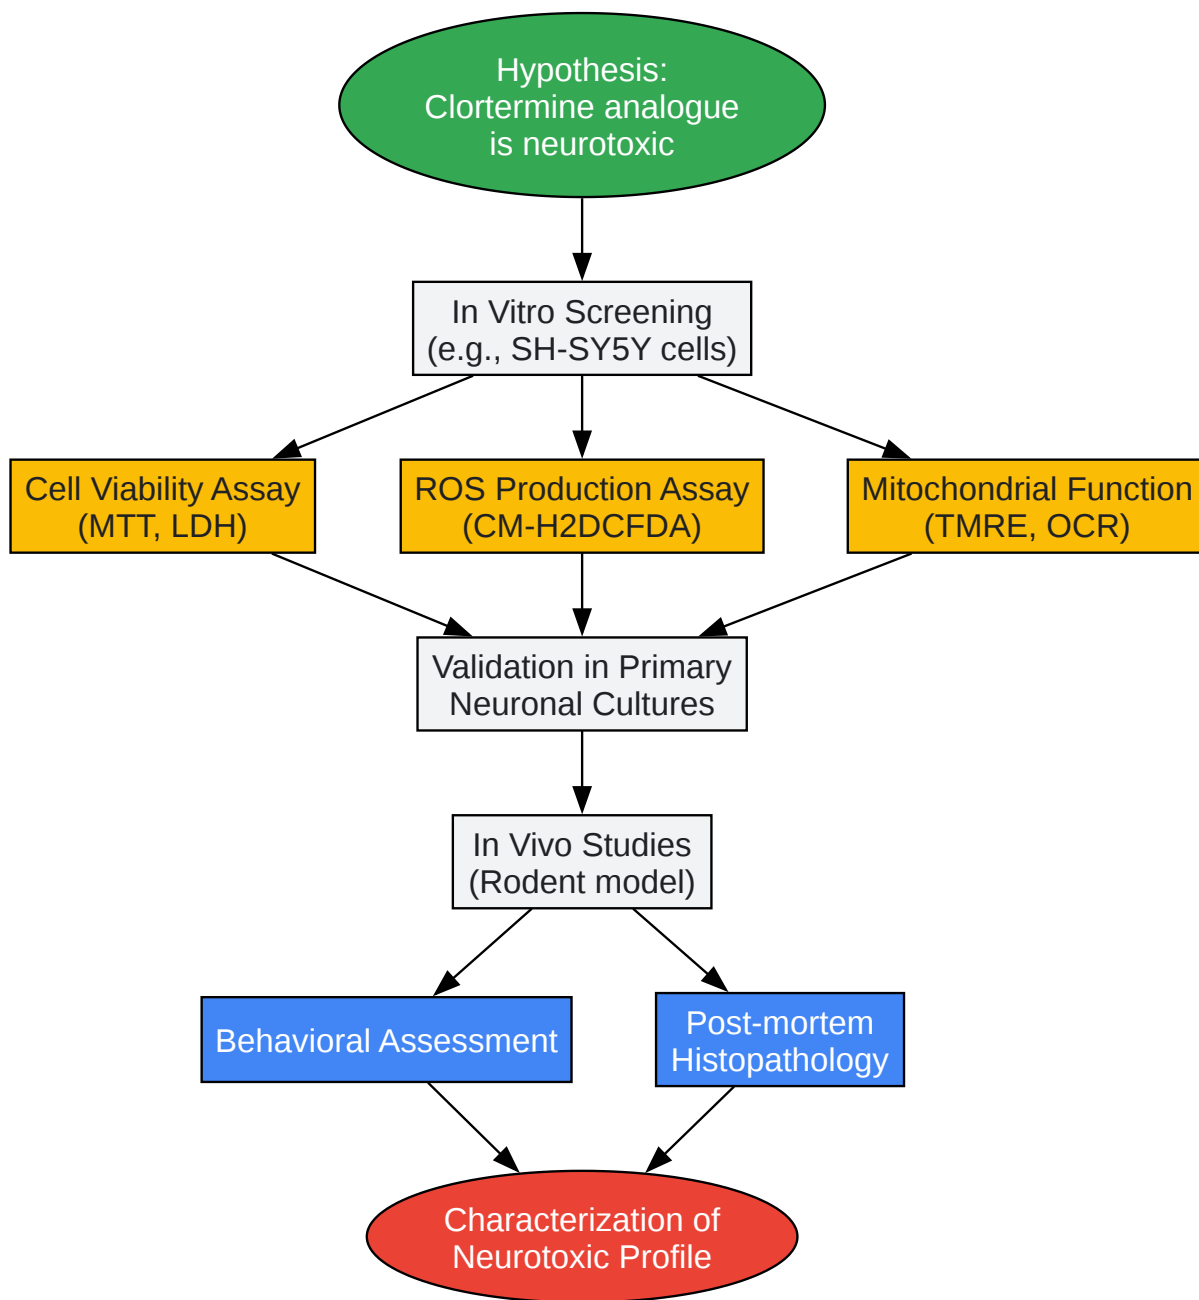 Hypothesis:
Clortermine analogue
is neurotoxic
In Vitro Screening
(e.g., SH-SY5Y cells)
Cell Viability Assay
(MTT, LDH)
ROS Production Assay
(CM-H2DCFDA)
Mitochondrial Function
(TMRE, OCR)
Validation in Primary
Neuronal Cultures
In Vivo Studies
(Rodent model)
Behavioral Assessment
Post-mortem
Histopathology
Characterization of
Neurotoxic Profile